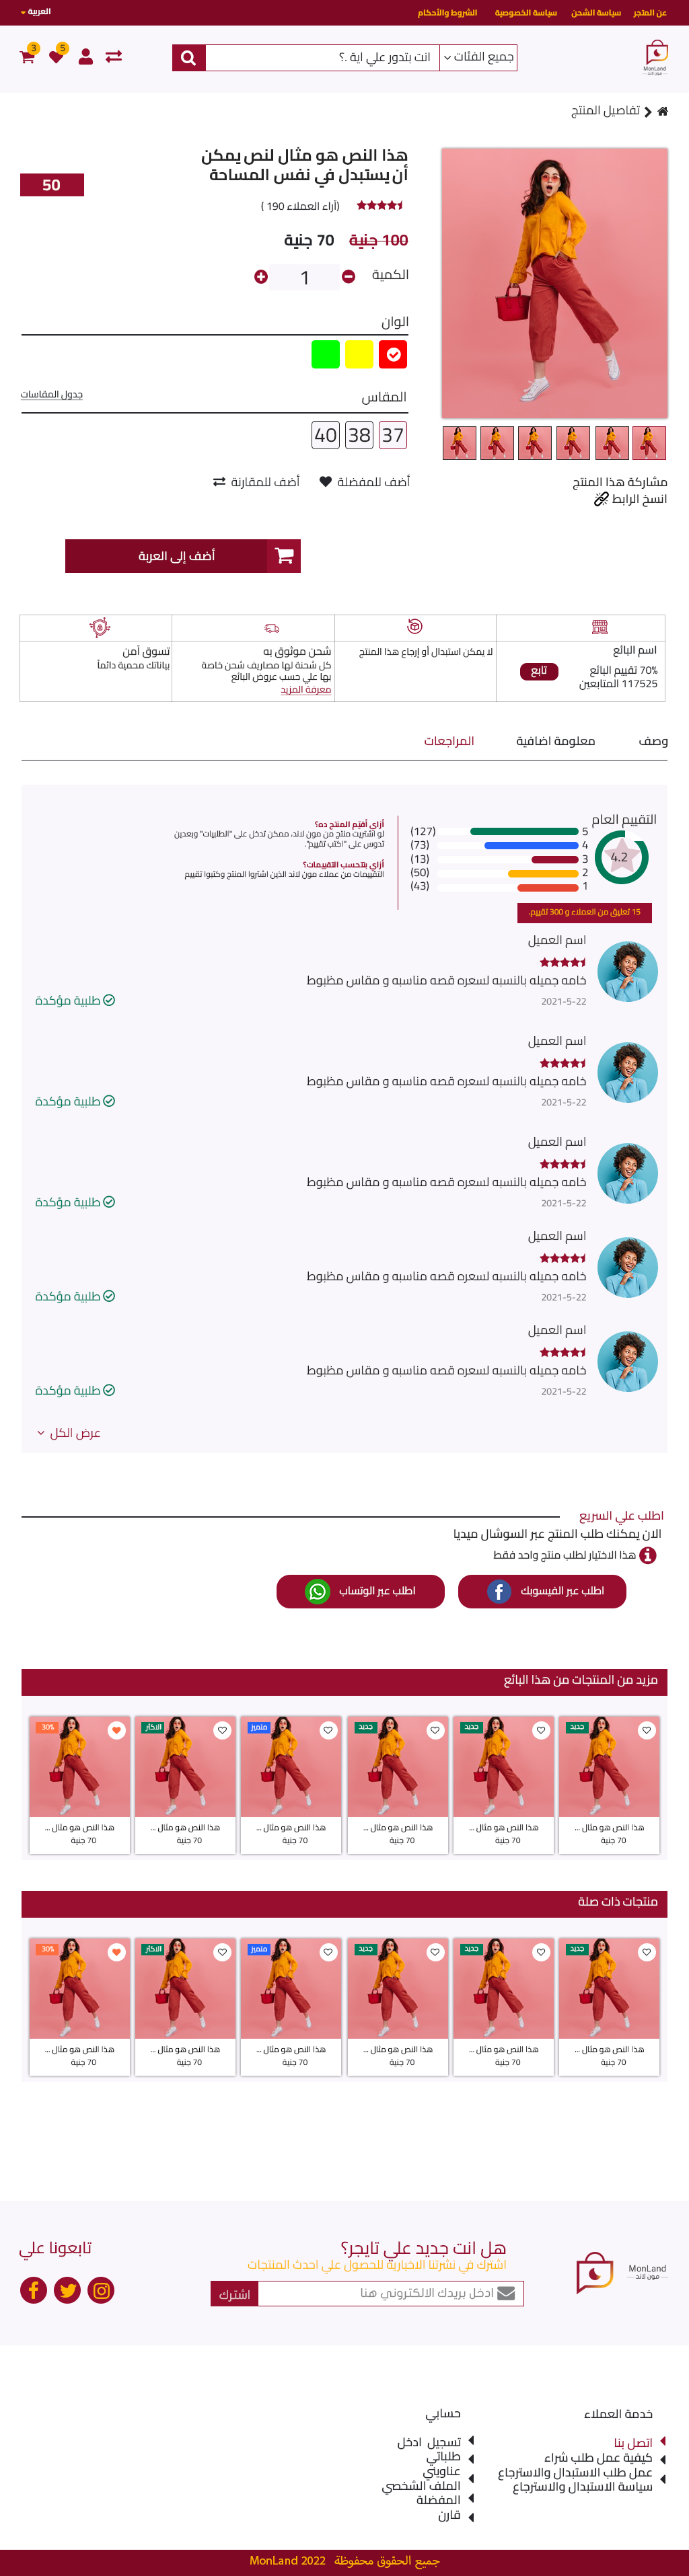 عن المتجر
سياسة الشحن
سياسة الخصوصية
الشروط والأحكام
العربية
MonLand
مون لاند
جميع الفئات
انت بتدور علي اية .؟
5
3
تفاصيل المنتج
هذا النص هو مثال لنص يمكن
أن يستبدل في نفس المساحة
50
(آراء العملاء 190 )
100 جنية
70 جنية
الكمية
1
الوان
المقاس
جدول المقاسات
37
38
40
أضف للمفضلة
أضف للمقارنة
مشاركة هذا المنتج
انسخ الرابط
أضف إلى العربة
اسم البائع
70% تقييم البائع
117525 المتابعين
تابع
لا يمكن استبدال أو إرجاع هذا المنتج
شحن موثوق به
كل شحنة لها مصاريف شحن خاصة
بها علي حسب عروض البائع
معرفة المزيد
تسوق آمن
بياناتك محمية دائماً
وصف
معلومة اضافية
المراجعات
التقييم العام
4.2
5 (127)
4 (73)
3 (13)
2 (50)
1 (43)
15 تعليق من العملاء و 300 تقييم.
أزاي أقيّم المنتج ده؟
لو اشتريت منتج من مون لاند، ممكن تدخل على "الطلبيات" وبعدين
تدوس على "اكتب تقييم".
أزاي بتتحسب التقييمات؟
التقييمات من عملاء مون لاند الذين اشتروا المنتج وكتبوا تقييم
اسم العميل
خامه جميله بالنسبه لسعره قصه مناسبه و مقاس مظبوط
22-5-2021
طلبية مؤكدة
اسم العميل
خامه جميله بالنسبه لسعره قصه مناسبه و مقاس مظبوط
22-5-2021
طلبية مؤكدة
اسم العميل
خامه جميله بالنسبه لسعره قصه مناسبه و مقاس مظبوط
22-5-2021
طلبية مؤكدة
اسم العميل
خامه جميله بالنسبه لسعره قصه مناسبه و مقاس مظبوط
22-5-2021
طلبية مؤكدة
اسم العميل
خامه جميله بالنسبه لسعره قصه مناسبه و مقاس مظبوط
22-5-2021
طلبية مؤكدة
عرض الكل
اطلب علي السريع
الان يمكنك طلب المنتج عبر السوشال ميديا
هذا الاختيار لطلب منتج واحد فقط
اطلب عبر الفيسبوك
اطلب عبر الوتساب
مزيد من المنتجات من هذا البائع
جديد
هذا النص هو مثال ...
70 جنية
جديد
هذا النص هو مثال ...
70 جنية
جديد
هذا النص هو مثال ...
70 جنية
متميز
هذا النص هو مثال ...
70 جنية
الاكثر
هذا النص هو مثال ...
70 جنية
30%
هذا النص هو مثال ...
70 جنية
منتجات ذات صلة
جديد
هذا النص هو مثال ...
70 جنية
جديد
هذا النص هو مثال ...
70 جنية
جديد
هذا النص هو مثال ...
70 جنية
متميز
هذا النص هو مثال ...
70 جنية
الاكثر
هذا النص هو مثال ...
70 جنية
30%
هذا النص هو مثال ...
70 جنية
MonLand
مون لاند
هل انت جديد علي تايجر؟
اشترك في نشرتنا الاخبارية للحصول علي احدث المنتجات
ادخل بريدك الالكتروني هنا
اشترك
تابعونا علي
خدمة العملاء
اتصل بنا
كيفية عمل طلب شراء
عمل طلب الاستبدال والاسترجاع
سياسة الاستبدال والاسترجاع
حسابي
تسجيل ادخل
طلباتي
عناويني
الملف الشخصي
المفضلة
قارن
جميع الحقوق محفوظة MonLand 2022